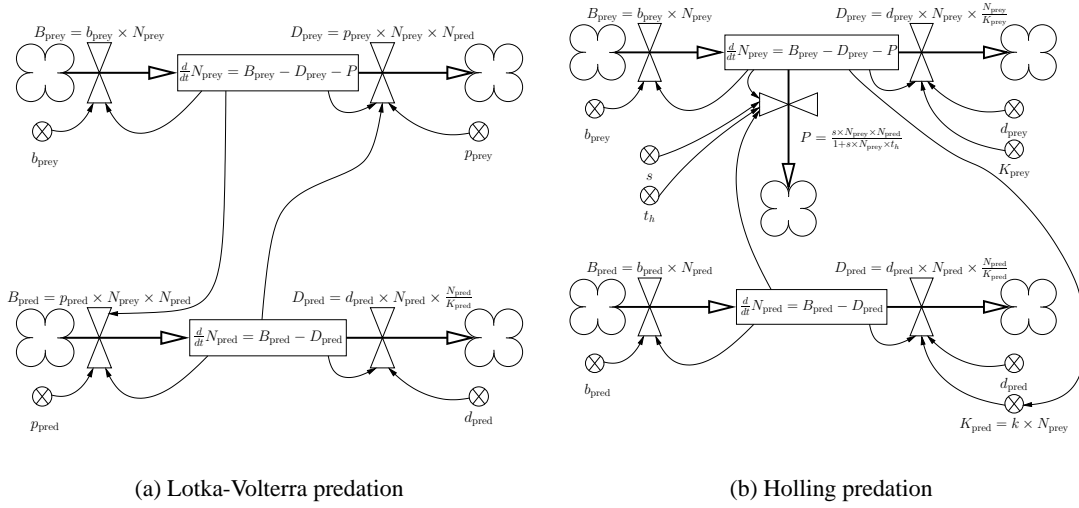 B_prey = b_prey × N_prey
D_prey = p_prey × N_prey × N_pred
d/dt N_prey = B_prey − D_prey − P
b_prey
p_prey
B_pred = p_pred × N_prey × N_pred
D_pred = d_pred × N_pred × N_pred/K_pred
d/dt N_pred = B_pred − D_pred
p_pred
d_pred
(a) Lotka-Volterra predation
B_prey = b_prey × N_prey
D_prey = d_prey × N_prey × N_prey/K_prey
d/dt N_prey = B_prey − D_prey − P
b_prey
d_prey
P = s×N_prey×N_pred/1+s×N_prey×t_h
s
K_prey
t_h
B_pred = b_pred × N_pred
D_pred = d_pred × N_pred × N_pred/K_pred
d/dt N_pred = B_pred − D_pred
b_pred
d_pred
K_pred = k × N_prey
(b) Holling predation